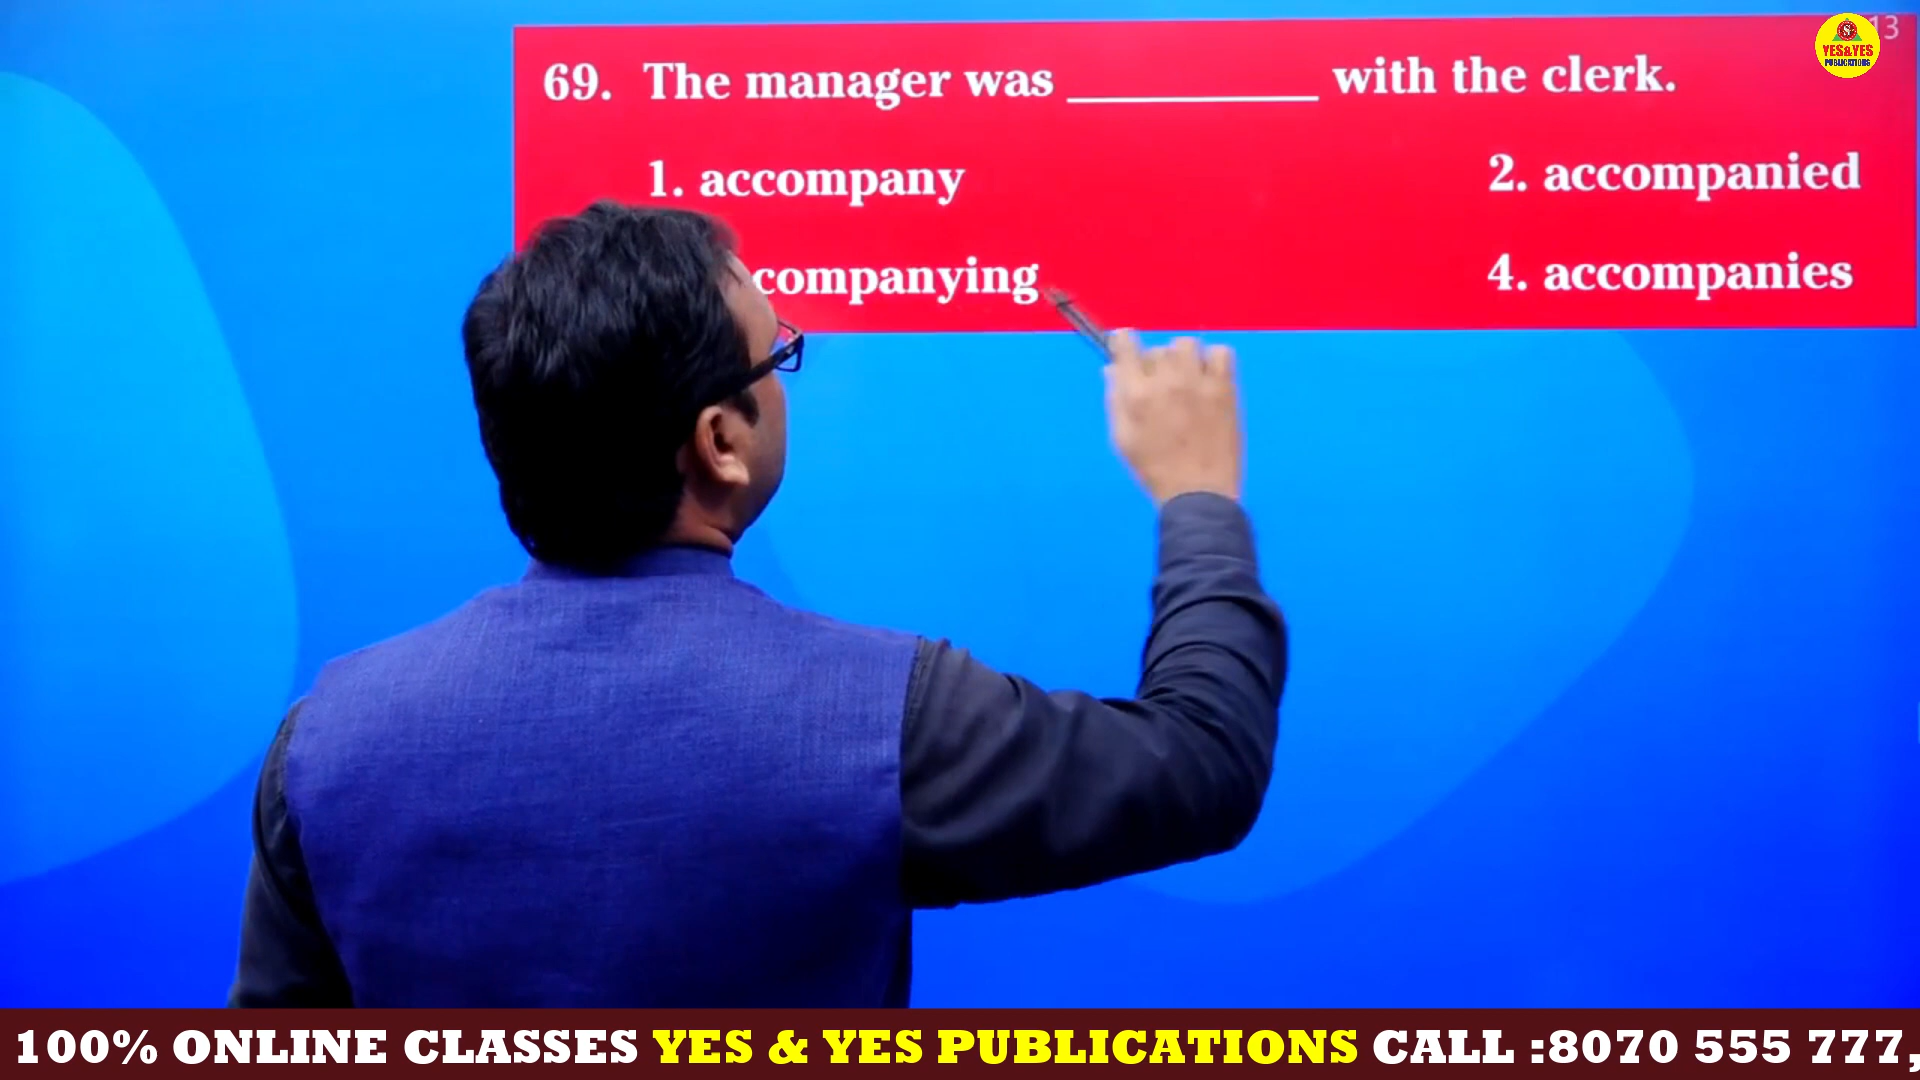 13
YES&YES
PUBLICATIONS
69. The manager was __________ with the clerk.
1. accompany
2. accompanied
companying
4. accompanies
100% ONLINE CLASSES YES & YES PUBLICATIONS CALL :8070 555 777,